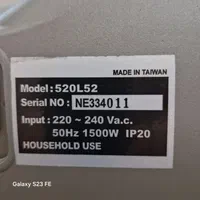 MADE IN TAIWAN
Model: 520L52
Serial NO: NE334011
Input: 220 ~ 240 Va.c.
50Hz 1500W IP20
HOUSEHOLD USE
Galaxy S23 FE